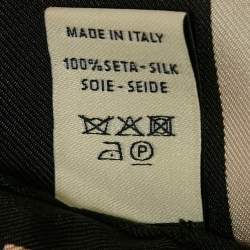 MADE IN ITALY
100% SETA - SILK
SOIE - SEIDE
P